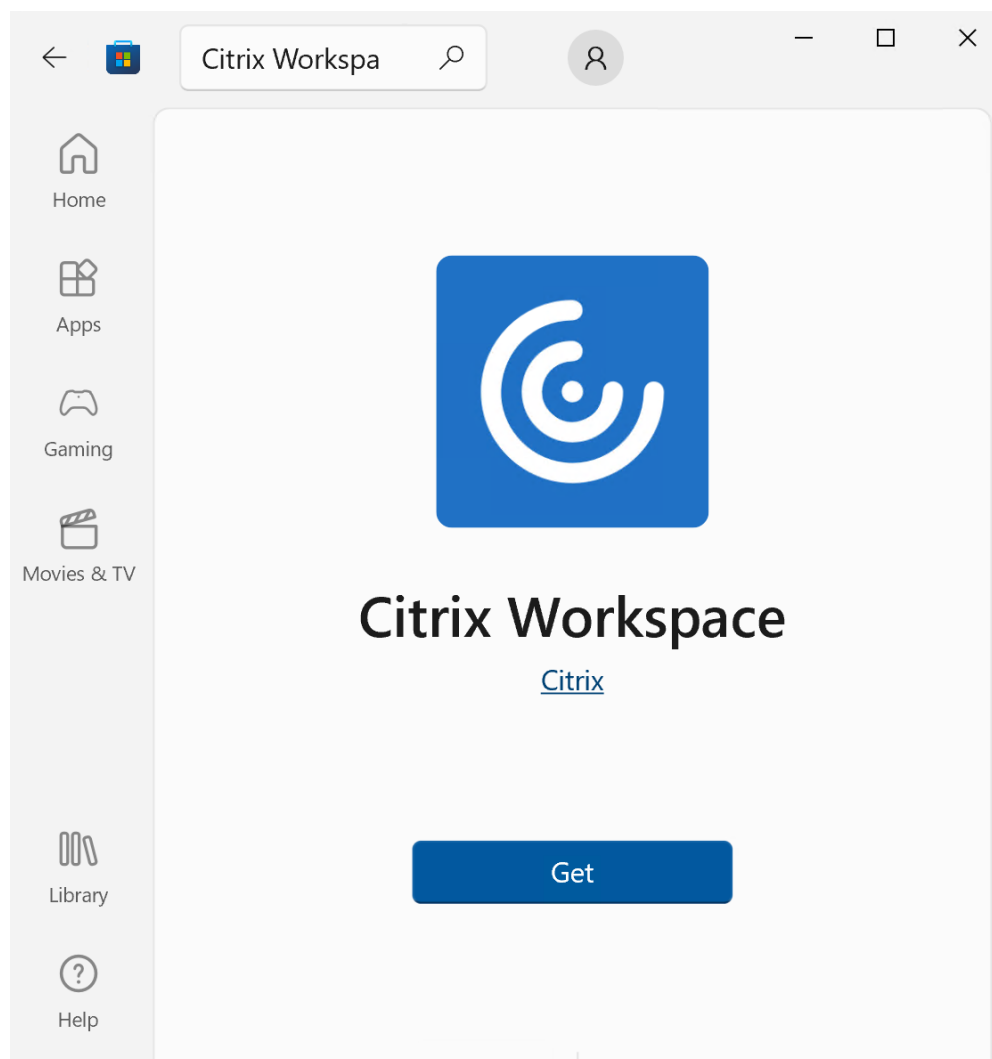 Citrix Workspa
Home
Apps
Gaming
Movies & TV
Citrix Workspace
Citrix
Get
Library
Help